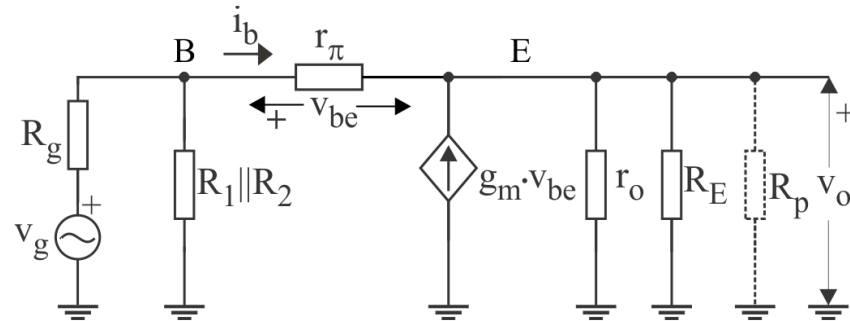 i_b
B
r_π
E
+
v_be
R_g
R_1||R_2
g_m·v_be
r_o
R_E
R_p
+
v_o
+
v_g